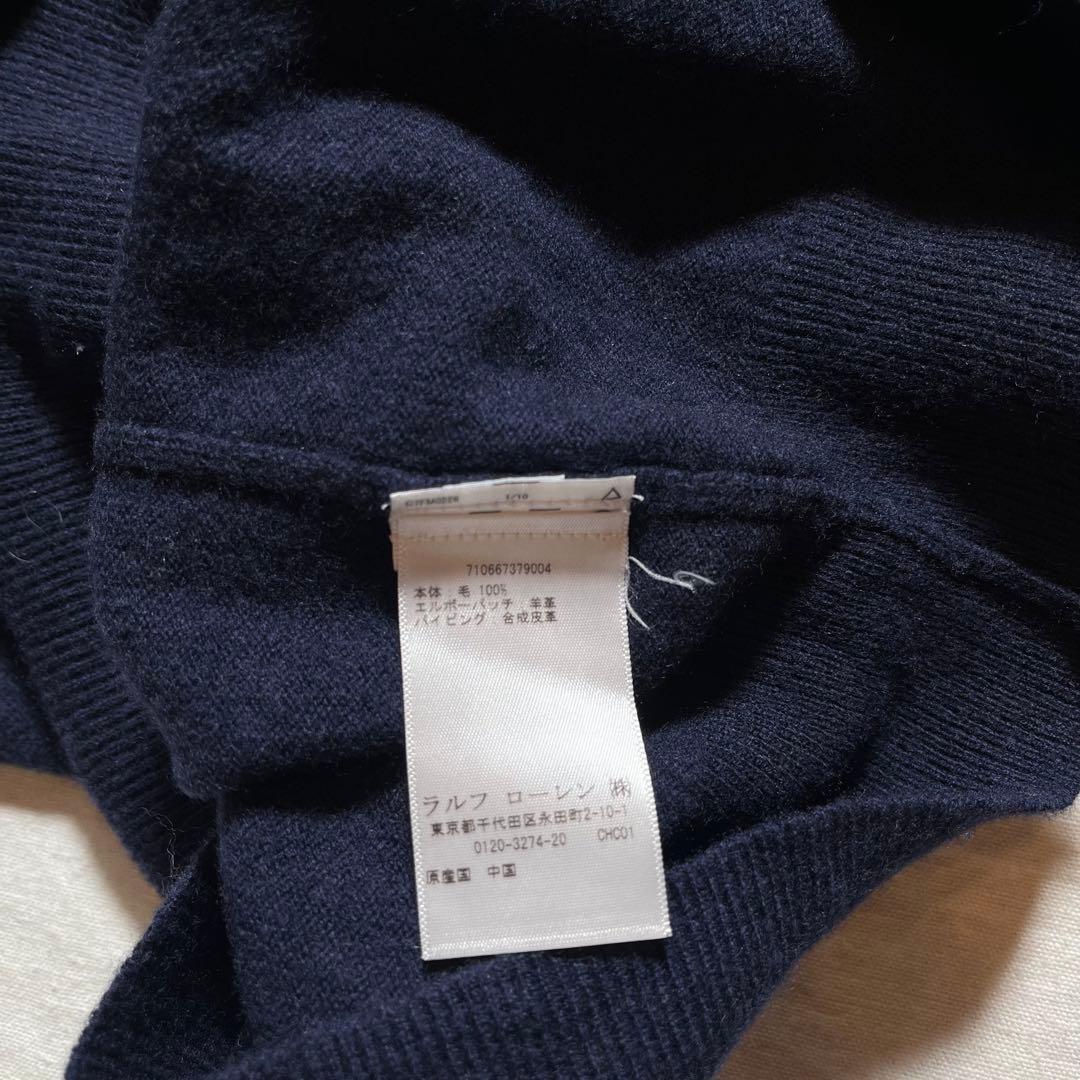 1/10
710667379004
本体：毛 100%
エルボーパッチ：羊革
パイピング：合成皮革
ラルフ ローレン ㈱
東京都千代田区永田町2-10-1
0120-3274-20 CHC01
原産国 中国